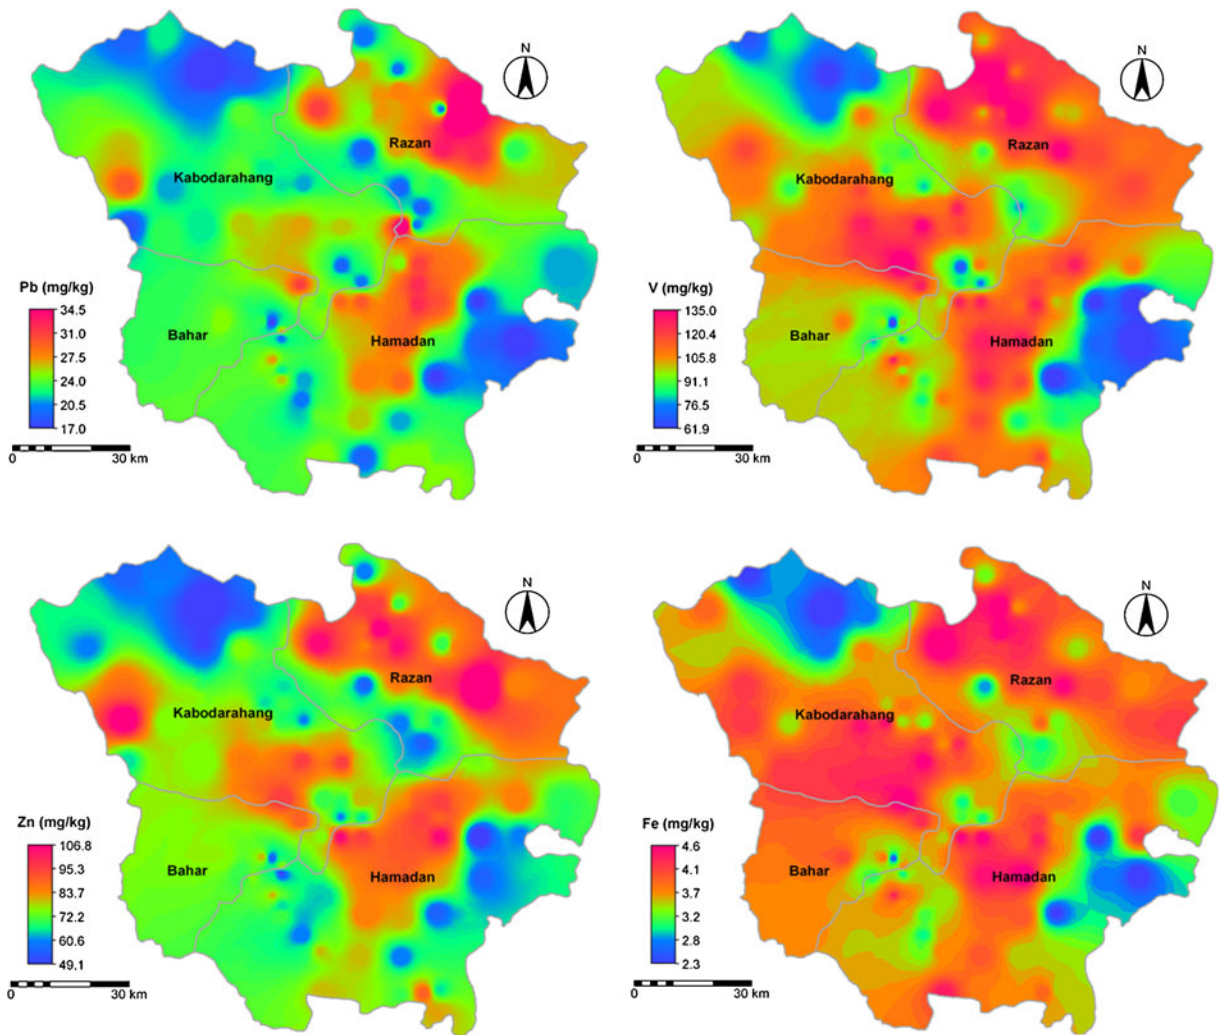 N
Razan
Kabodarahang
Pb (mg/kg)
34.5
31.0
27.5
24.0
20.5
17.0
Bahar
Hamadan
0 30 km
N
Razan
Kabodarahang
V (mg/kg)
135.0
120.4
105.8
91.1
76.5
61.9
Bahar
Hamadan
0 30 km
N
Razan
Kabodarahang
Zn (mg/kg)
106.8
95.3
83.7
72.2
60.6
49.1
Bahar
Hamadan
0 30 km
N
Razan
Kabodarahang
Fe (mg/kg)
4.6
4.1
3.7
3.2
2.8
2.3
Bahar
Hamadan
0 30 km